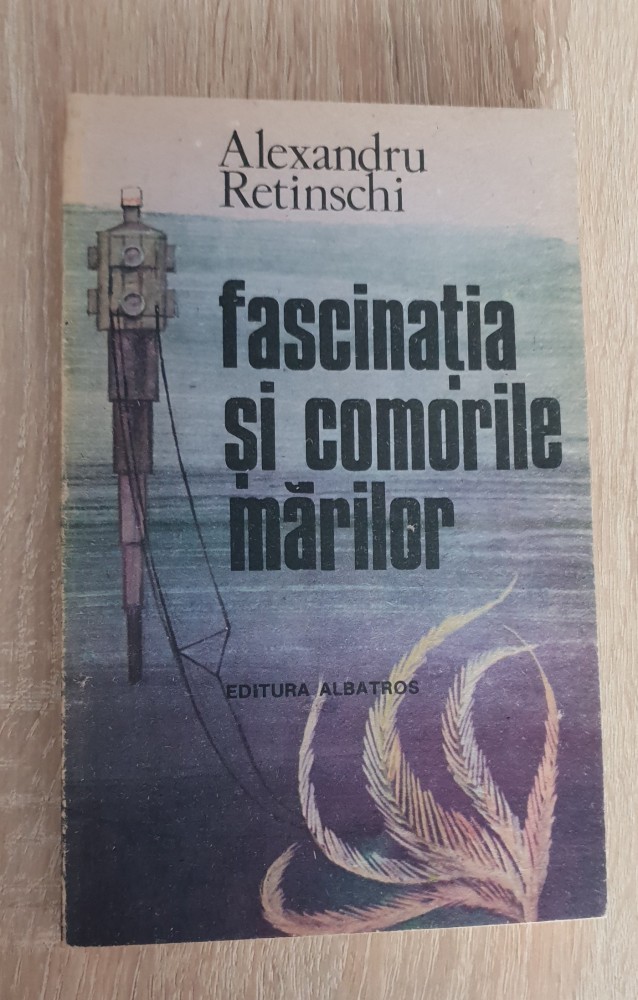 Alexandru
Retinschi
fascinația
și comorile
mărilor
EDITURA ALBATROS